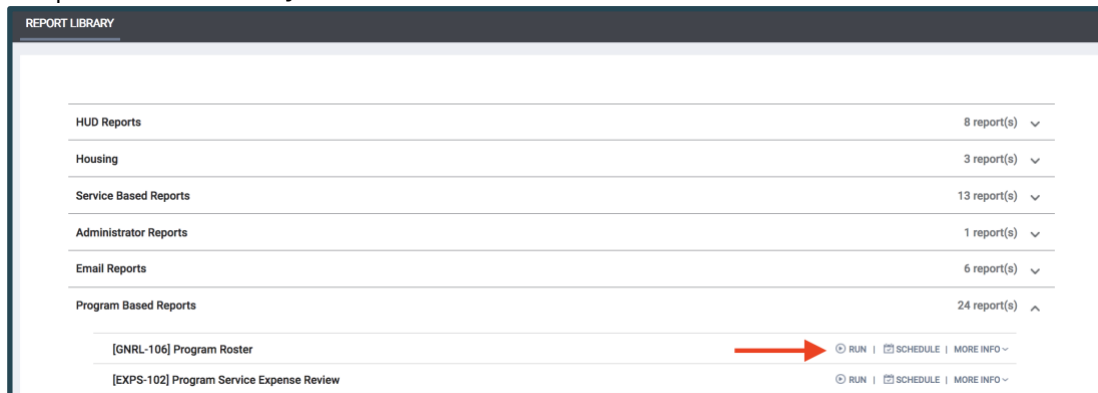 REPORT LIBRARY
HUD Reports 8 report(s)
Housing 3 report(s)
Service Based Reports 13 report(s)
Administrator Reports 1 report(s)
Email Reports 6 report(s)
Program Based Reports 24 report(s)
[GNRL-106] Program Roster RUN | SCHEDULE | MORE INFO
[EXPS-102] Program Service Expense Review RUN | SCHEDULE | MORE INFO